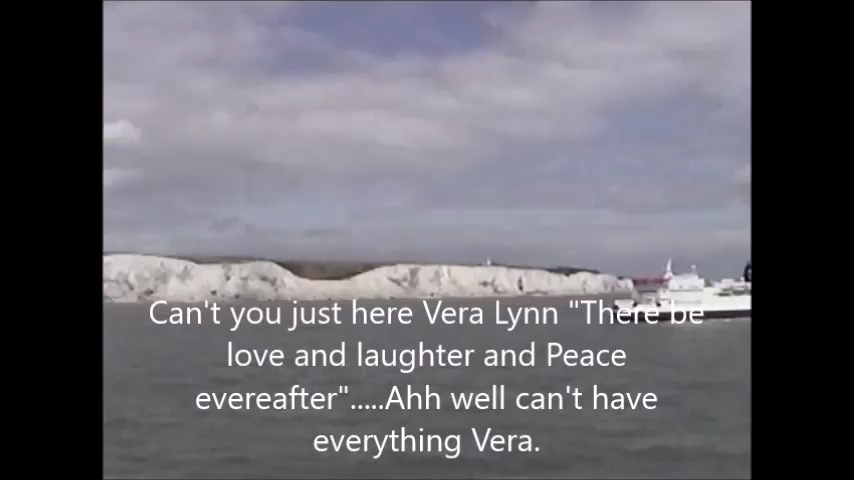 Can't you just here Vera Lynn "There be
love and laughter and Peace
evereafter".....Ahh well can't have
everything Vera.